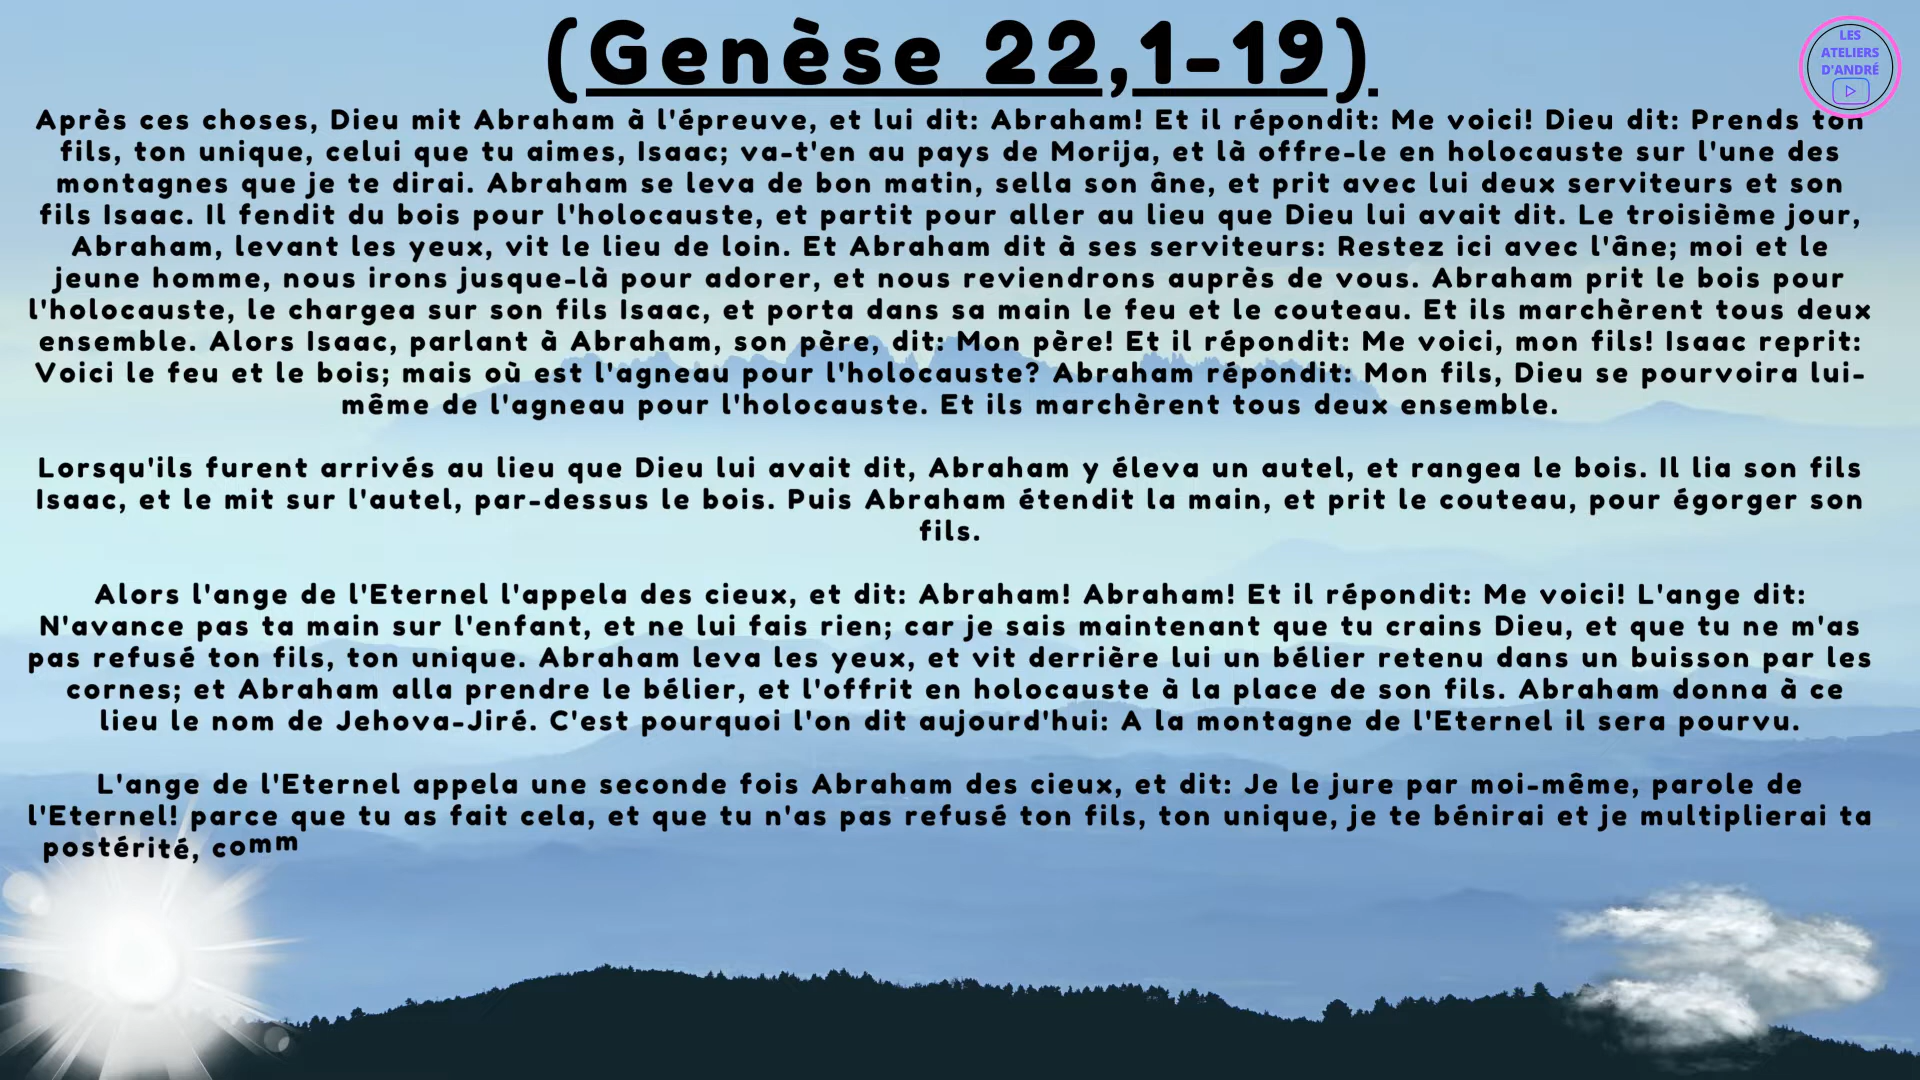 (Genèse 22,1-19).
LES
ATELIERS
D'ANDRÉ
Après ces choses, Dieu mit Abraham à l'épreuve, et lui dit: Abraham! Et il répondit: Me voici! Dieu dit: Prends ton
fils, ton unique, celui que tu aimes, Isaac; va-t'en au pays de Morija, et là offre-le en holocauste sur l'une des
montagnes que je te dirai. Abraham se leva de bon matin, sella son âne, et prit avec lui deux serviteurs et son
fils Isaac. Il fendit du bois pour l'holocauste, et partit pour aller au lieu que Dieu lui avait dit. Le troisième jour,
Abraham, levant les yeux, vit le lieu de loin. Et Abraham dit à ses serviteurs: Restez ici avec l'âne; moi et le
jeune homme, nous irons jusque-là pour adorer, et nous reviendrons auprès de vous. Abraham prit le bois pour
l'holocauste, le chargea sur son fils Isaac, et porta dans sa main le feu et le couteau. Et ils marchèrent tous deux
ensemble. Alors Isaac, parlant à Abraham, son père, dit: Mon père! Et il répondit: Me voici, mon fils! Isaac reprit:
Voici le feu et le bois; mais où est l'agneau pour l'holocauste? Abraham répondit: Mon fils, Dieu se pourvoira lui-
même de l'agneau pour l'holocauste. Et ils marchèrent tous deux ensemble.
Lorsqu'ils furent arrivés au lieu que Dieu lui avait dit, Abraham y éleva un autel, et rangea le bois. Il lia son fils
Isaac, et le mit sur l'autel, par-dessus le bois. Puis Abraham étendit la main, et prit le couteau, pour égorger son
fils.
Alors l'ange de l'Eternel l'appela des cieux, et dit: Abraham! Abraham! Et il répondit: Me voici! L'ange dit:
N'avance pas ta main sur l'enfant, et ne lui fais rien; car je sais maintenant que tu crains Dieu, et que tu ne m'as
pas refusé ton fils, ton unique. Abraham leva les yeux, et vit derrière lui un bélier retenu dans un buisson par les
cornes; et Abraham alla prendre le bélier, et l'offrit en holocauste à la place de son fils. Abraham donna à ce
lieu le nom de Jehova-Jiré. C'est pourquoi l'on dit aujourd'hui: A la montagne de l'Eternel il sera pourvu.
L'ange de l'Eternel appela une seconde fois Abraham des cieux, et dit: Je le jure par moi-même, parole de
l'Eternel! parce que tu as fait cela, et que tu n'as pas refusé ton fils, ton unique, je te bénirai et je multiplierai ta
postérité, comm